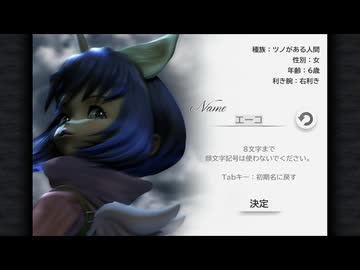 種族：ツノがある人間
性別：女
年齢：6歳
利き腕：右利き
Name
エーコ
8文字まで
顔文字記号は使わないでください。
Tabキー：初期名に戻す
決定